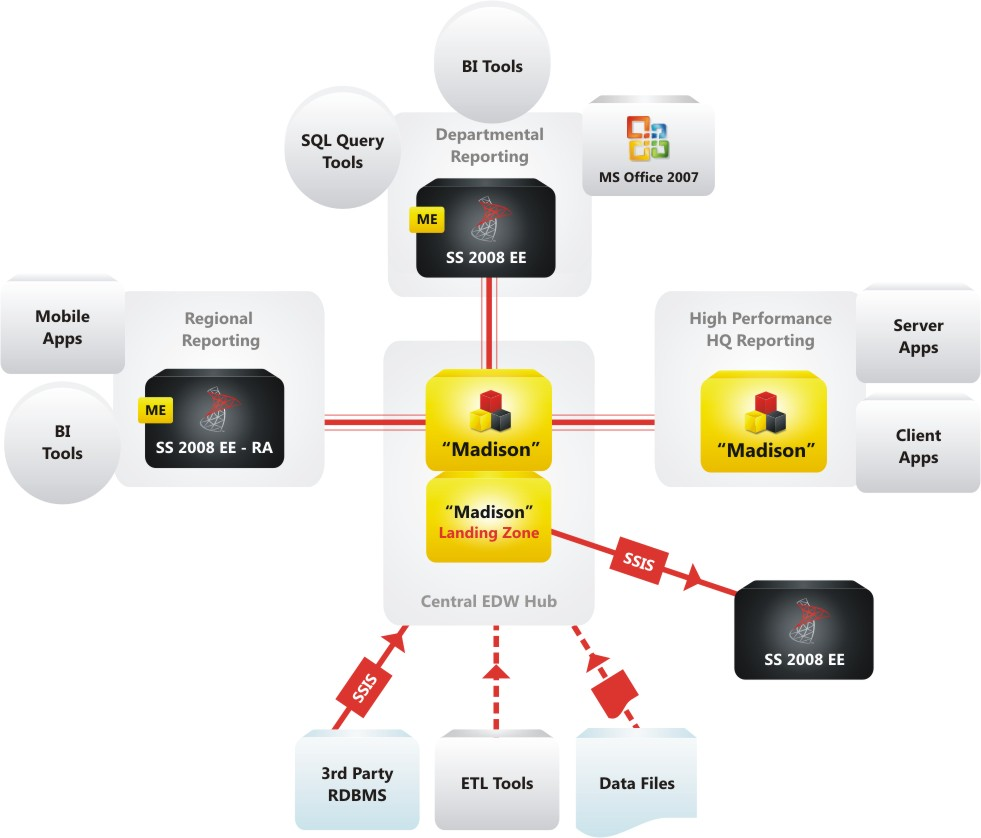 BI Tools
SQL Query
Tools
Departmental
Reporting
MS Office 2007
ME
SS 2008 EE
Mobile
Apps
BI
Tools
Regional
Reporting
ME
SS 2008 EE - RA
High Performance
HQ Reporting
“Madison”
Server
Apps
Client
Apps
“Madison”
“Madison”
Landing Zone
Central EDW Hub
SSIS
SS 2008 EE
SSIS
3rd Party
RDBMS
ETL Tools
Data Files